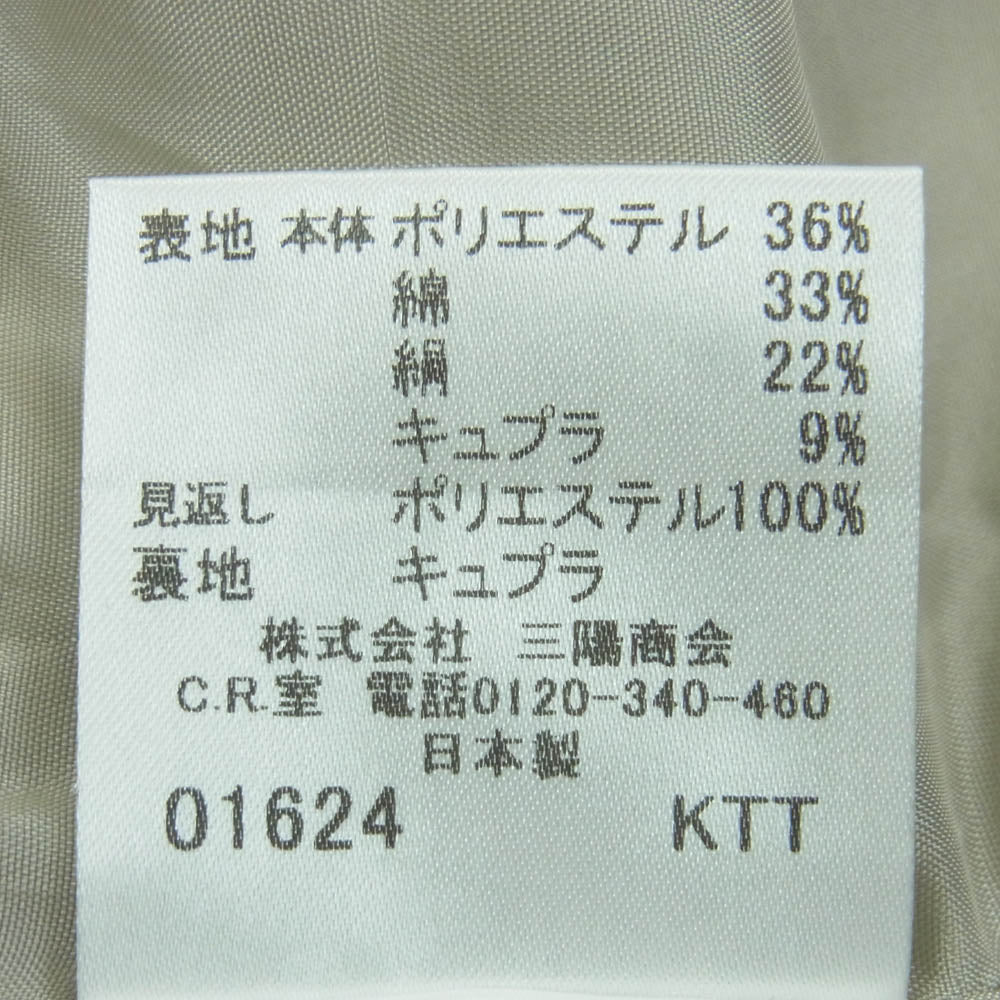 表地 本体 ポリエステル 36%
綿 33%
絹 22%
キュプラ 9%
見返し ポリエステル100%
裏地 キュプラ
株式会社 三陽商会
C.R.室 電話0120-340-460
日本製
01624 KTT